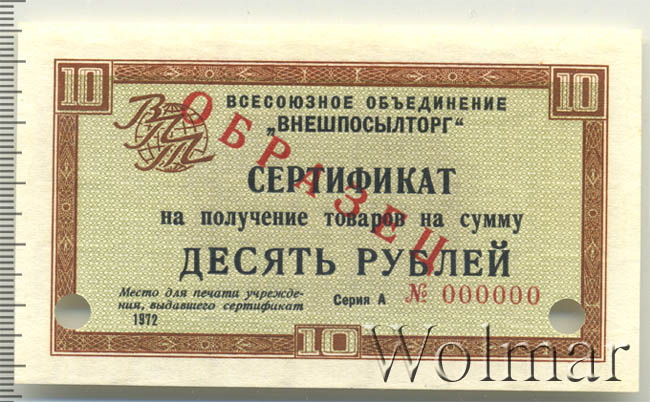 10
10
ВПТ
ВСЕСОЮЗНОЕ ОБЪЕДИНЕНИЕ
„ВНЕШПОСЫЛТОРГ“
ОБРАЗЕЦ
СЕРТИФИКАТ
на получение товаров на сумму
ДЕСЯТЬ РУБЛЕЙ
Место для печати учрежде-
ния, выдавшего сертификат
1972
Серия А № 000000
10
Wolmar